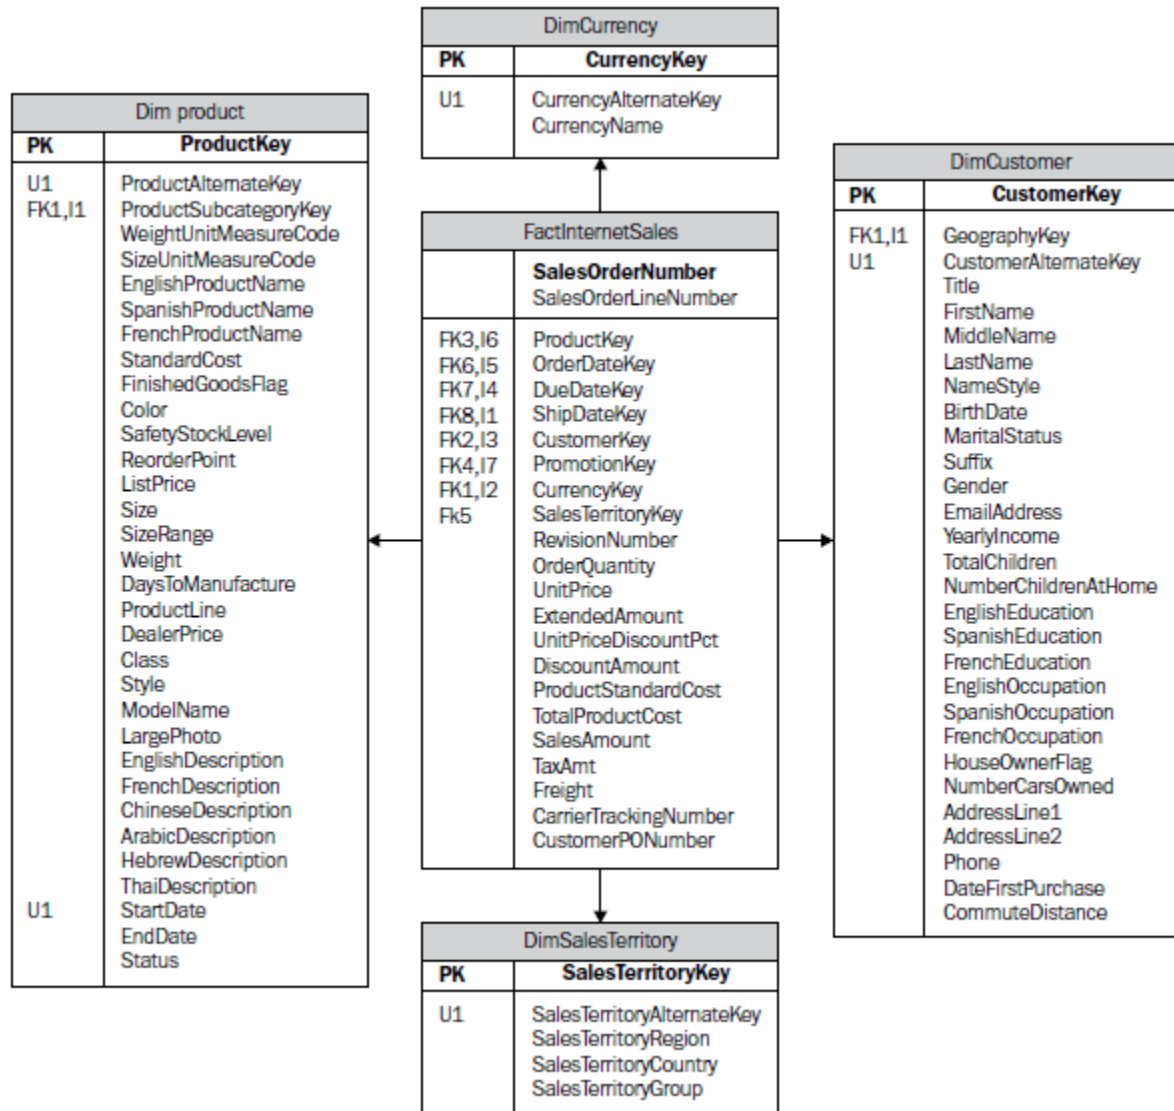 DimCurrency
PK CurrencyKey
U1 CurrencyAlternateKey
CurrencyName
Dim product
PK ProductKey
U1 ProductAlternateKey
FK1,I1 ProductSubcategoryKey
WeightUnitMeasureCode
SizeUnitMeasureCode
EnglishProductName
SpanishProductName
FrenchProductName
StandardCost
FinishedGoodsFlag
Color
SafetyStockLevel
ReorderPoint
ListPrice
Size
SizeRange
Weight
DaysToManufacture
ProductLine
DealerPrice
Class
Style
ModelName
LargePhoto
EnglishDescription
FrenchDescription
ChineseDescription
ArabicDescription
HebrewDescription
ThaiDescription
U1 StartDate
EndDate
Status
FactInternetSales
SalesOrderNumber
SalesOrderLineNumber
FK3,I6 ProductKey
FK6,I5 OrderDateKey
FK7,I4 DueDateKey
FK8,I1 ShipDateKey
FK2,I3 CustomerKey
FK4,I7 PromotionKey
FK1,I2 CurrencyKey
Fk5 SalesTerritoryKey
RevisionNumber
OrderQuantity
UnitPrice
ExtendedAmount
UnitPriceDiscountPct
DiscountAmount
ProductStandardCost
TotalProductCost
SalesAmount
TaxAmt
Freight
CarrierTrackingNumber
CustomerPONumber
DimCustomer
PK CustomerKey
FK1,I1 GeographyKey
U1 CustomerAlternateKey
Title
FirstName
MiddleName
LastName
NameStyle
BirthDate
MaritalStatus
Suffix
Gender
EmailAddress
YearlyIncome
TotalChildren
NumberChildrenAtHome
EnglishEducation
SpanishEducation
FrenchEducation
EnglishOccupation
SpanishOccupation
FrenchOccupation
HouseOwnerFlag
NumberCarsOwned
AddressLine1
AddressLine2
Phone
DateFirstPurchase
CommuteDistance
DimSalesTerritory
PK SalesTerritoryKey
U1 SalesTerritoryAlternateKey
SalesTerritoryRegion
SalesTerritoryCountry
SalesTerritoryGroup